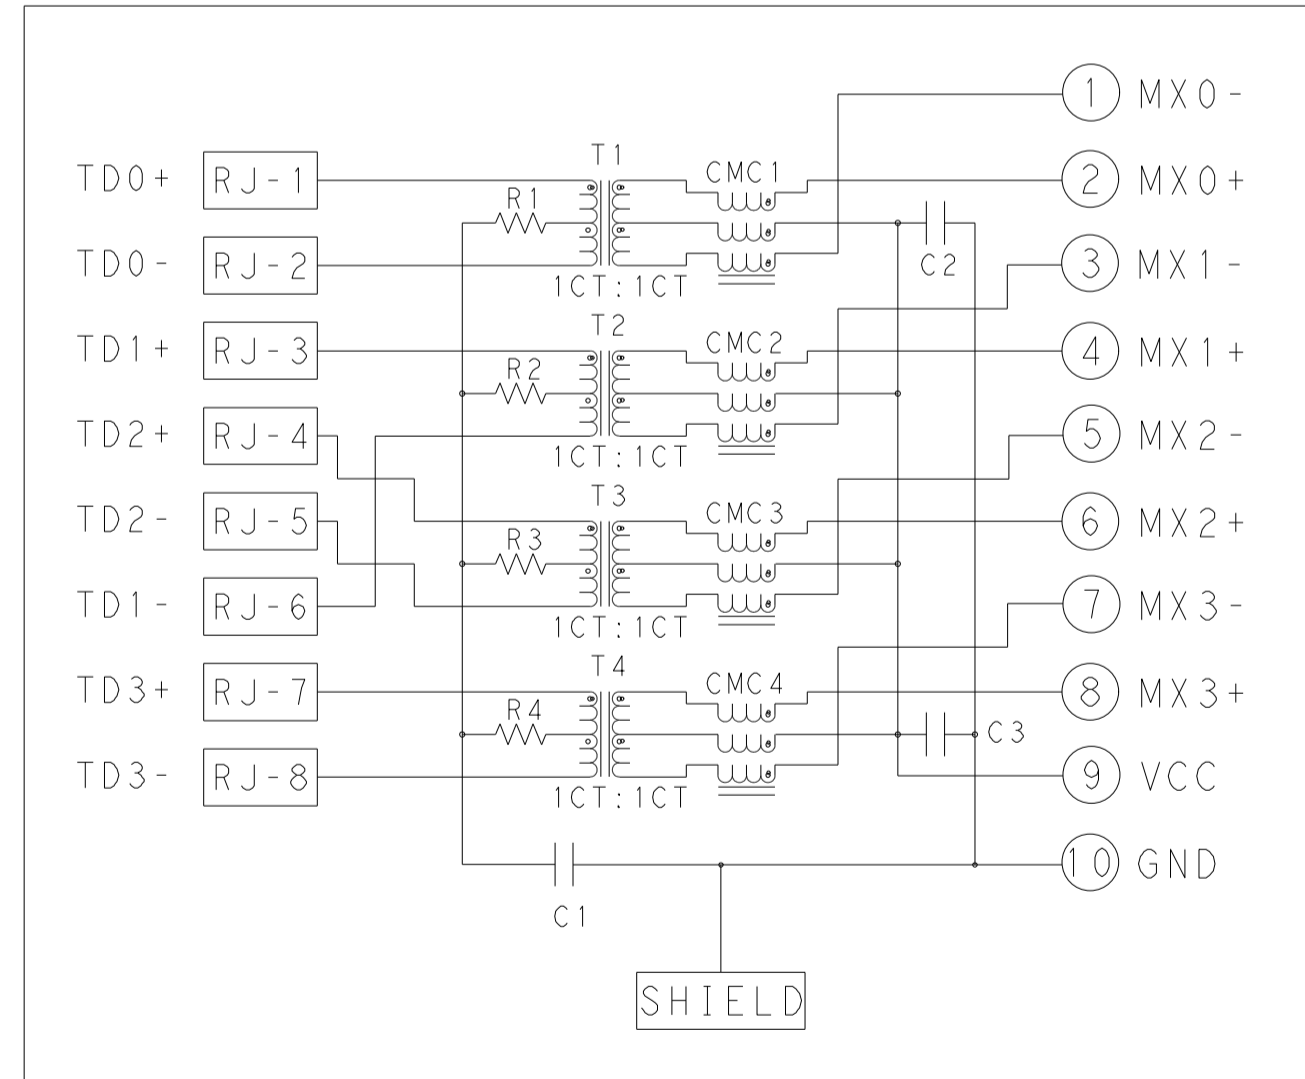 1 MX0-
T1
TD0+ RJ-1 R1 CMC1 2 MX0+
TD0- RJ-2 C2 3 MX1-
1CT:1CT
T2
TD1+ RJ-3 R2 CMC2 4 MX1+
TD2+ RJ-4 5 MX2-
1CT:1CT
T3
TD2- RJ-5 R3 CMC3 6 MX2+
TD1- RJ-6 7 MX3-
1CT:1CT
T4
TD3+ RJ-7 R4 CMC4 8 MX3+
C3
TD3- RJ-8 9 VCC
1CT:1CT
10 GND
C1
SHIELD